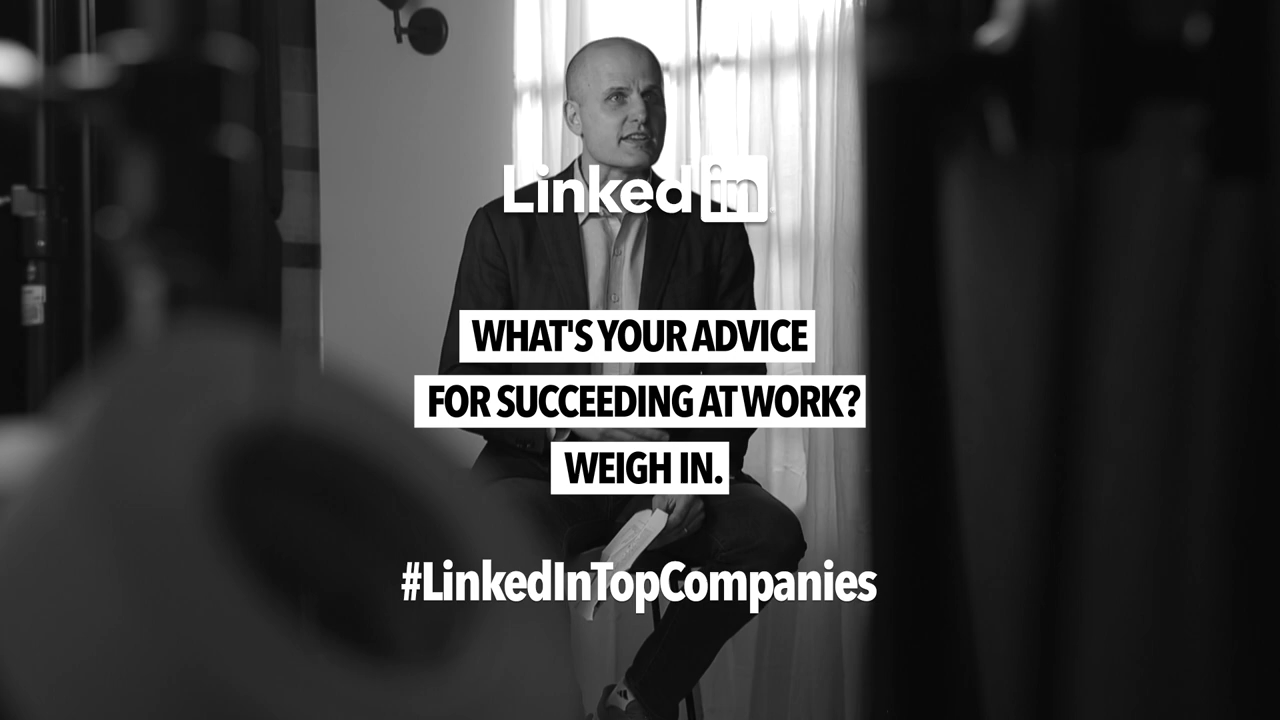 Linkedin
WHAT'S YOUR ADVICE
FOR SUCCEEDING AT WORK?
WEIGH IN.
#LinkedInTopCompanies